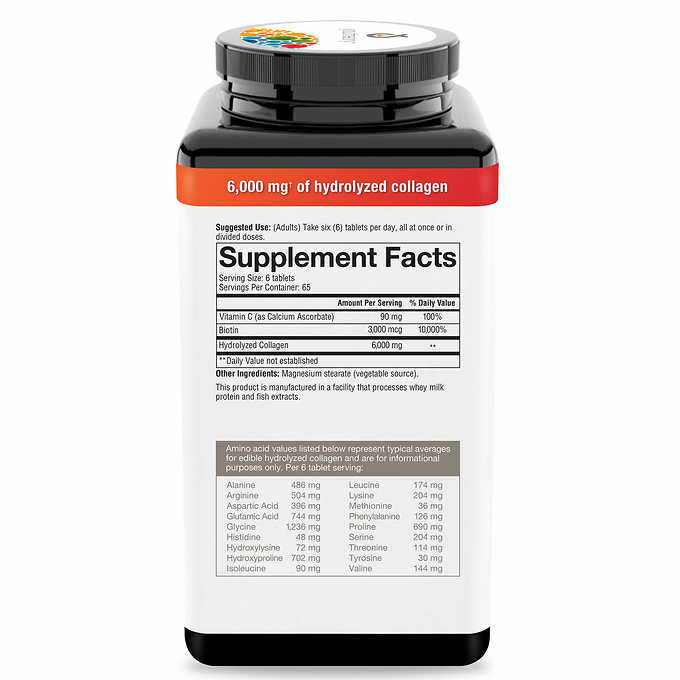 6,000 mg† of hydrolyzed collagen
Suggested Use: (Adults) Take six (6) tablets per day, all at once or in
divided doses.
Supplement Facts
Serving Size: 6 tablets
Servings Per Container: 65
Amount Per Serving % Daily Value
Vitamin C (as Calcium Ascorbate) 90 mg 100%
Biotin 3,000 mcg 10,000%
Hydrolyzed Collagen 6,000 mg **
**Daily Value not established
Other Ingredients: Magnesium stearate (vegetable source).
This product is manufactured in a facility that processes whey milk
protein and fish extracts.
Amino acid values listed below represent typical averages
for edible hydrolyzed collagen and are for informational
purposes only. Per 6 tablet serving:
Alanine 486 mg Leucine 174 mg
Arginine 504 mg Lysine 204 mg
Aspartic Acid 396 mg Methionine 36 mg
Glutamic Acid 744 mg Phenylalanine 126 mg
Glycine 1,236 mg Proline 690 mg
Histidine 48 mg Serine 204 mg
Hydroxylysine 72 mg Threonine 114 mg
Hydroxyproline 702 mg Tyrosine 30 mg
Isoleucine 90 mg Valine 144 mg